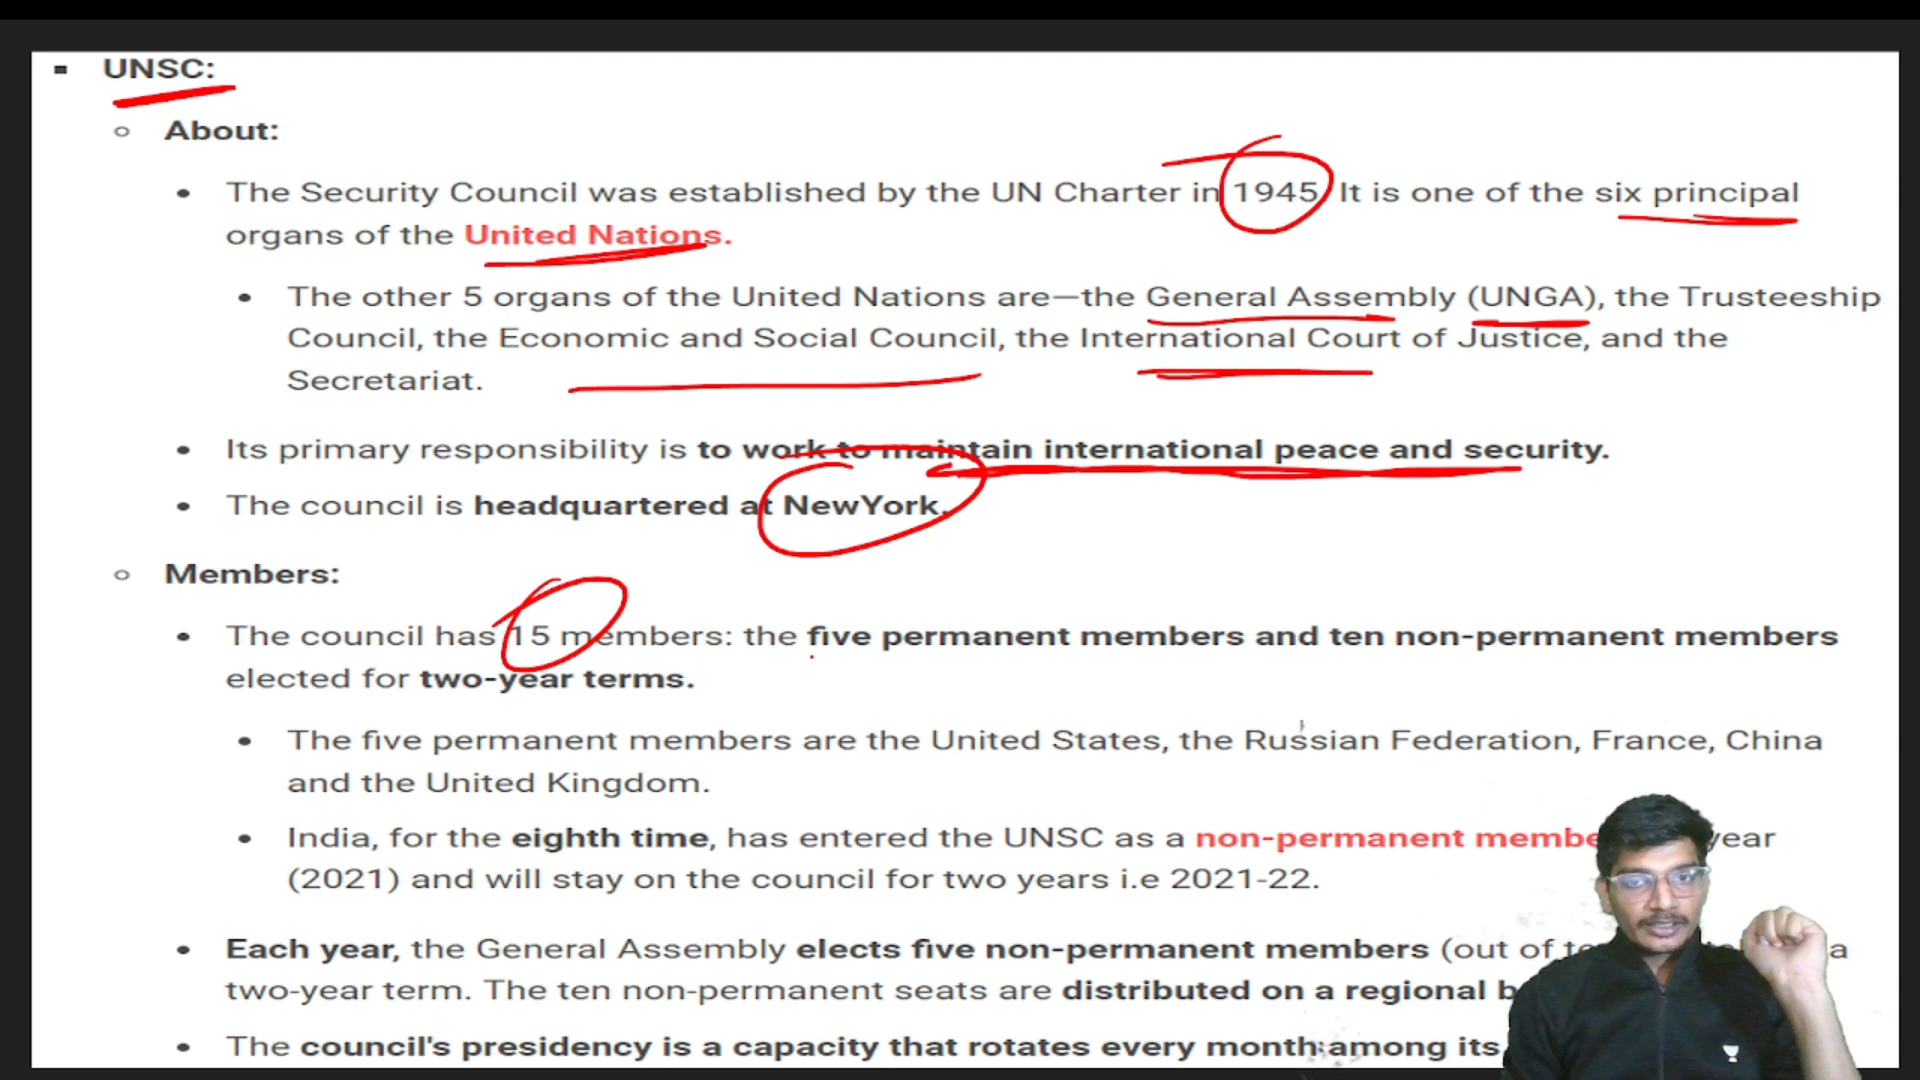 UNSC:
About:
The Security Council was established by the UN Charter in 1945. It is one of the six principal
organs of the United Nations.
The other 5 organs of the United Nations are—the General Assembly (UNGA), the Trusteeship
Council, the Economic and Social Council, the International Court of Justice, and the
Secretariat.
Its primary responsibility is to work to maintain international peace and security.
The council is headquartered at NewYork.
Members:
The council has 15 members: the five permanent members and ten non-permanent members
elected for two-year terms.
The five permanent members are the United States, the Russian Federation, France, China
and the United Kingdom.
India, for the eighth time, has entered the UNSC as a non-permanent year
(2021) and will stay on the council for two years i.e 2021-22.
Each year, the General Assembly elects five non-permanent members (out of a
two-year term. The ten non-permanent seats are distributed on a regional
The council's presidency is a capacity that rotates every month among its